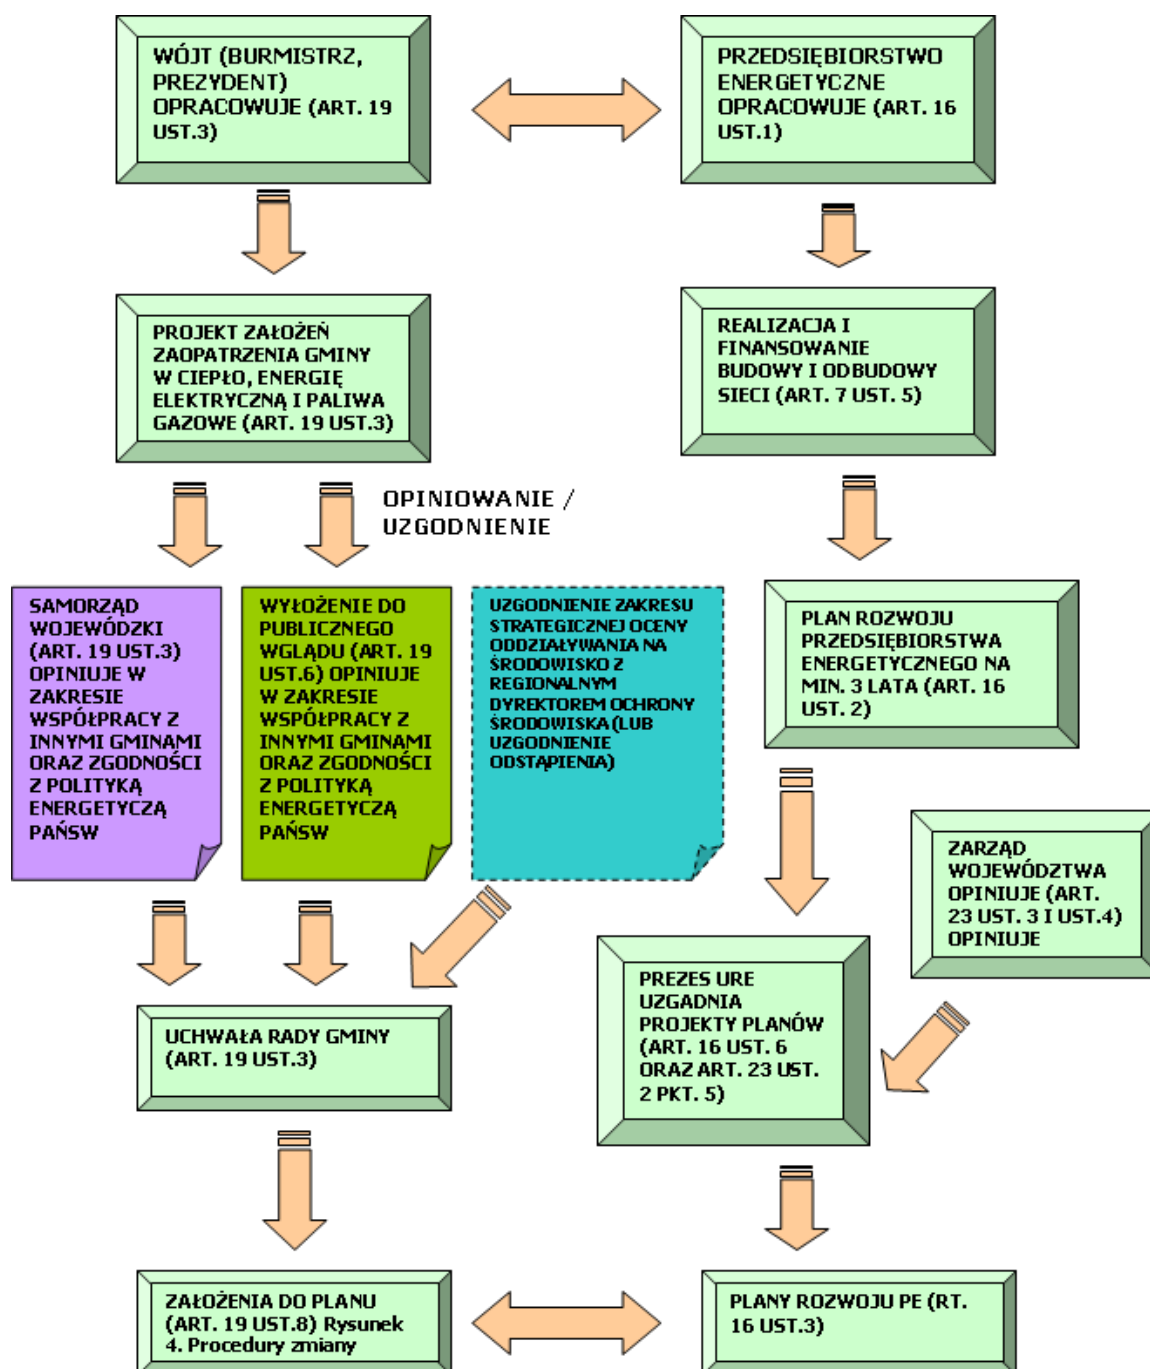 WÓJT (BURMISTRZ,
PREZYDENT)
OPRACOWUJE (ART. 19
UST.3)
PRZEDSIĘBIORSTWO
ENERGETYCZNE
OPRACOWUJE (ART. 16
UST.1)
PROJEKT ZAŁOŻEŃ
ZAOPATRZENIA GMINY
W CIEPŁO, ENERGIĘ
ELEKTRYCZNĄ I PALIWA
GAZOWE (ART. 19 UST.3)
REALIZACJA I
FINANSOWANIE
BUDOWY I ODBUDOWY
SIECI (ART. 7 UST. 5)
OPINIOWANIE /
UZGODNIENIE
SAMORZĄD
WOJEWÓDZKI
(ART. 19 UST.3)
OPINIUJE W
ZAKRESIE
WSPÓŁPRACY Z
INNYMI GMINAMI
ORAZ ZGODNOŚCI
Z POLITYKĄ
ENERGETYCZĄ
PAŃSW
WYŁOŻENIE DO
PUBLICZNEGO
WGLĄDU (ART. 19
UST.6) OPINIUJE
W ZAKRESIE
WSPÓŁPRACY Z
INNYMI GMINAMI
ORAZ ZGODNOŚCI
Z POLITYKĄ
ENERGETYCZĄ
PAŃSW
UZGODNIENIE ZAKRESU
STRATEGICZNEJ OCENY
ODDZIAŁYWANIA NA
ŚRODOWISKO Z
REGIONALNYM
DYREKTOREM OCHRONY
ŚRODOWISKA (LUB
UZGODNIENIE
ODSTĄPIENIA)
PLAN ROZWOJU
PRZEDSIĘBIORSTWA
ENERGETYCZNEGO NA
MIN. 3 LATA (ART. 16
UST. 2)
ZARZĄD
WOJEWÓDZTWA
OPINIUJE (ART.
23 UST. 3 I UST.4)
OPINIUJE
PREZES URE
UZGADNIA
PROJEKTY PLANÓW
(ART. 16 UST. 6
ORAZ ART. 23 UST.
2 PKT. 5)
UCHWAŁA RADY GMINY
(ART. 19 UST.3)
ZAŁOŻENIA DO PLANU
(ART. 19 UST.8) Rysunek
4. Procedury zmiany
PLANY ROZWOJU PE (RT.
16 UST.3)